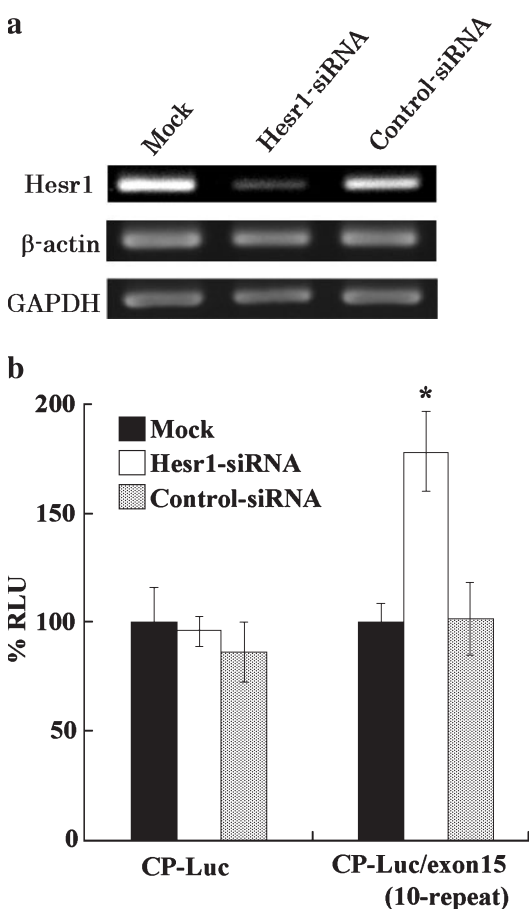 a
Mock
Hesr1-siRNA
Control-siRNA
Hesr1
β-actin
GAPDH
b
200
150
100
50
0
% RLU
*
Mock
Hesr1-siRNA
Control-siRNA
CP-Luc
CP-Luc/exon15
(10-repeat)